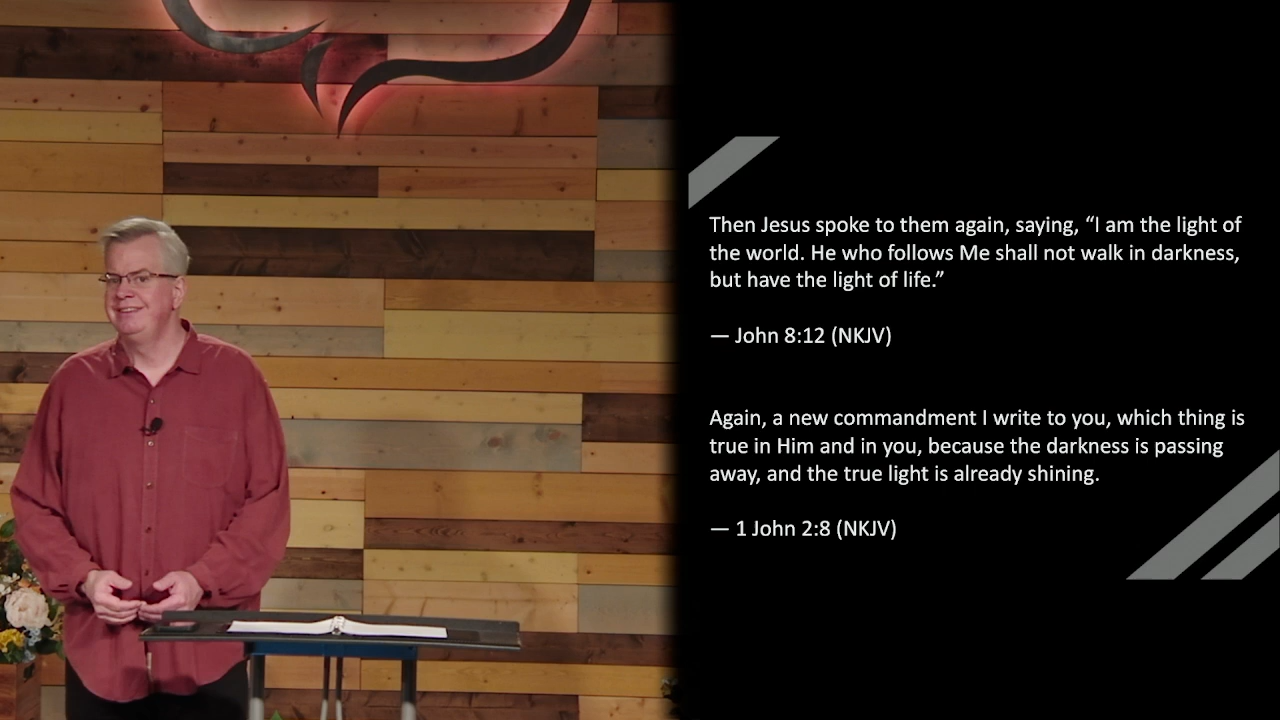 Then Jesus spoke to them again, saying, “I am the light of
the world. He who follows Me shall not walk in darkness,
but have the light of life.”
— John 8:12 (NKJV)
Again, a new commandment I write to you, which thing is
true in Him and in you, because the darkness is passing
away, and the true light is already shining.
— 1 John 2:8 (NKJV)